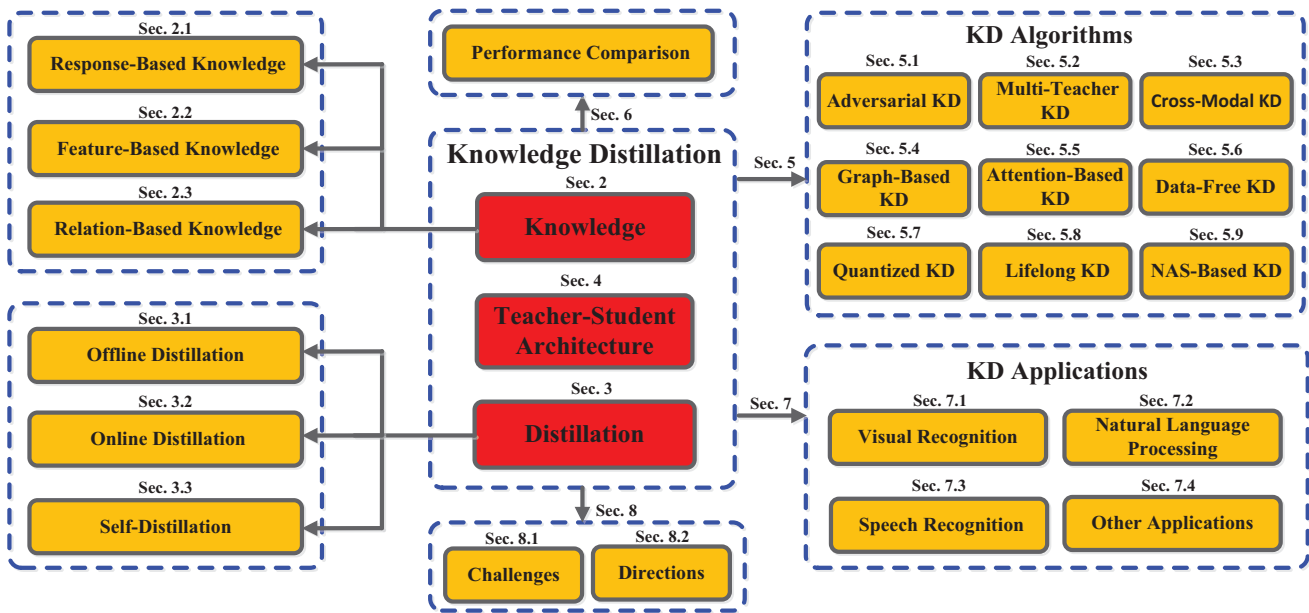 Sec. 2.1
Response-Based Knowledge
Sec. 2.2
Feature-Based Knowledge
Sec. 2.3
Relation-Based Knowledge
Sec. 3.1
Offline Distillation
Sec. 3.2
Online Distillation
Sec. 3.3
Self-Distillation
Performance Comparison
Sec. 6
Knowledge Distillation
Sec. 2
Knowledge
Sec. 4
Teacher-Student
Architecture
Sec. 3
Distillation
Sec. 8
Sec. 8.1
Challenges
Sec. 8.2
Directions
Sec. 5
KD Algorithms
Sec. 5.1
Adversarial KD
Sec. 5.2
Multi-Teacher
KD
Sec. 5.3
Cross-Modal KD
Sec. 5.4
Graph-Based
KD
Sec. 5.5
Attention-Based
KD
Sec. 5.6
Data-Free KD
Sec. 5.7
Quantized KD
Sec. 5.8
Lifelong KD
Sec. 5.9
NAS-Based KD
Sec. 7
KD Applications
Sec. 7.1
Visual Recognition
Sec. 7.2
Natural Language
Processing
Sec. 7.3
Speech Recognition
Sec. 7.4
Other Applications